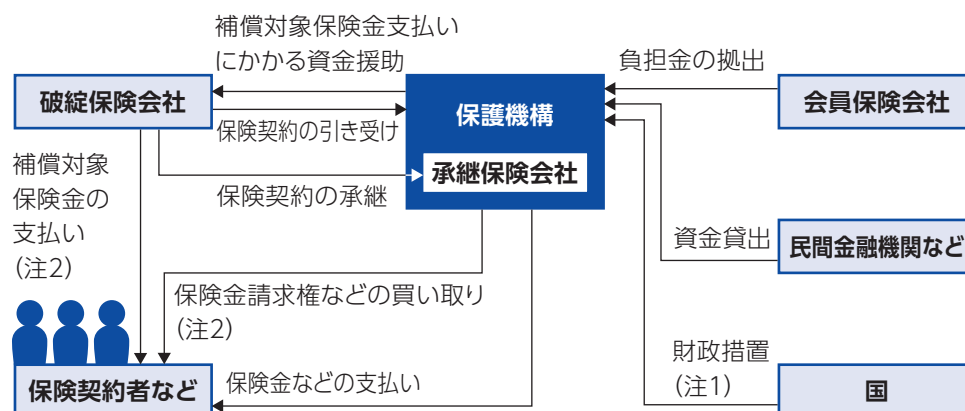 補償対象保険金支払い
にかかる資金援助
負担金の拠出
破綻保険会社
保護機構
会員保険会社
保険契約の引き受け
承継保険会社
補償対象
保険金の
支払い
(注2)
保険契約の承継
資金貸出
民間金融機関など
保険金請求権などの買い取り
(注2)
財政措置
(注1)
保険契約者など
保険金などの支払い
国